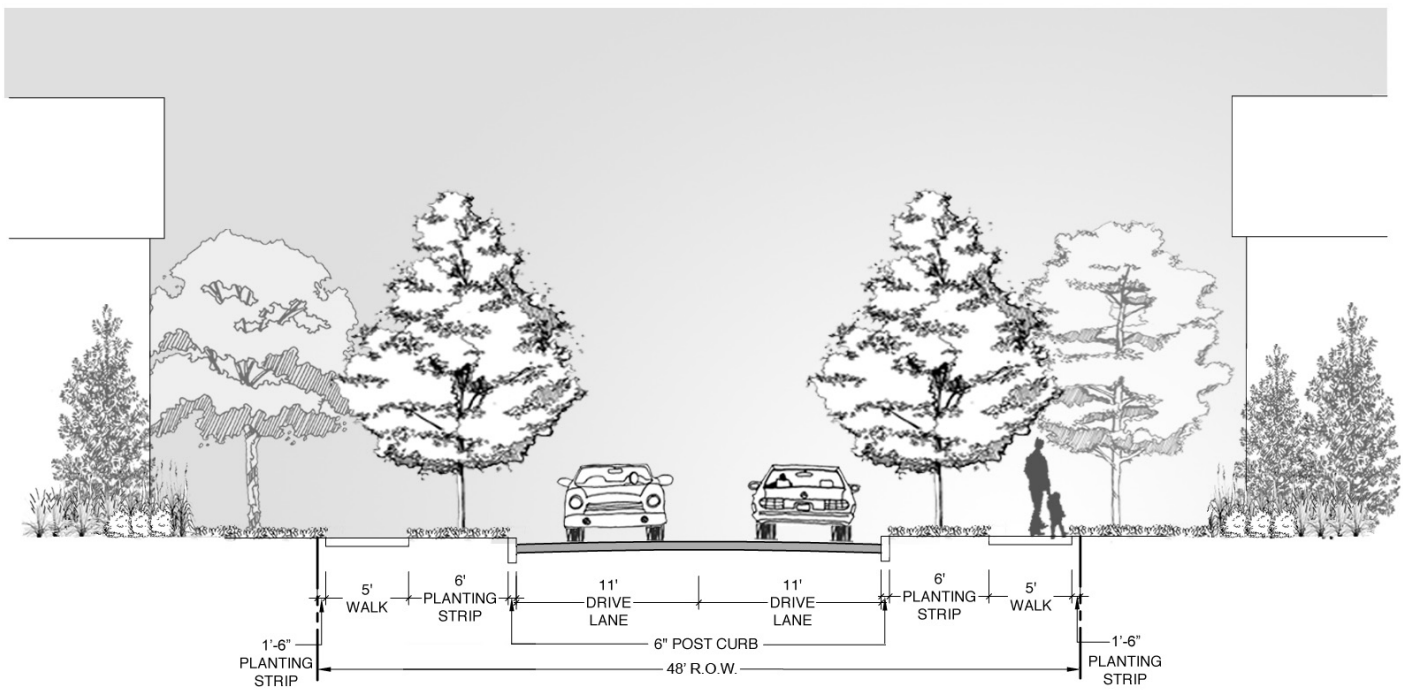 5'
WALK
6'
PLANTING
STRIP
11'
DRIVE
LANE
11'
DRIVE
LANE
6'
PLANTING
STRIP
5'
WALK
1'-6"
PLANTING
STRIP
6" POST CURB
48' R.O.W.
1'-6"
PLANTING
STRIP